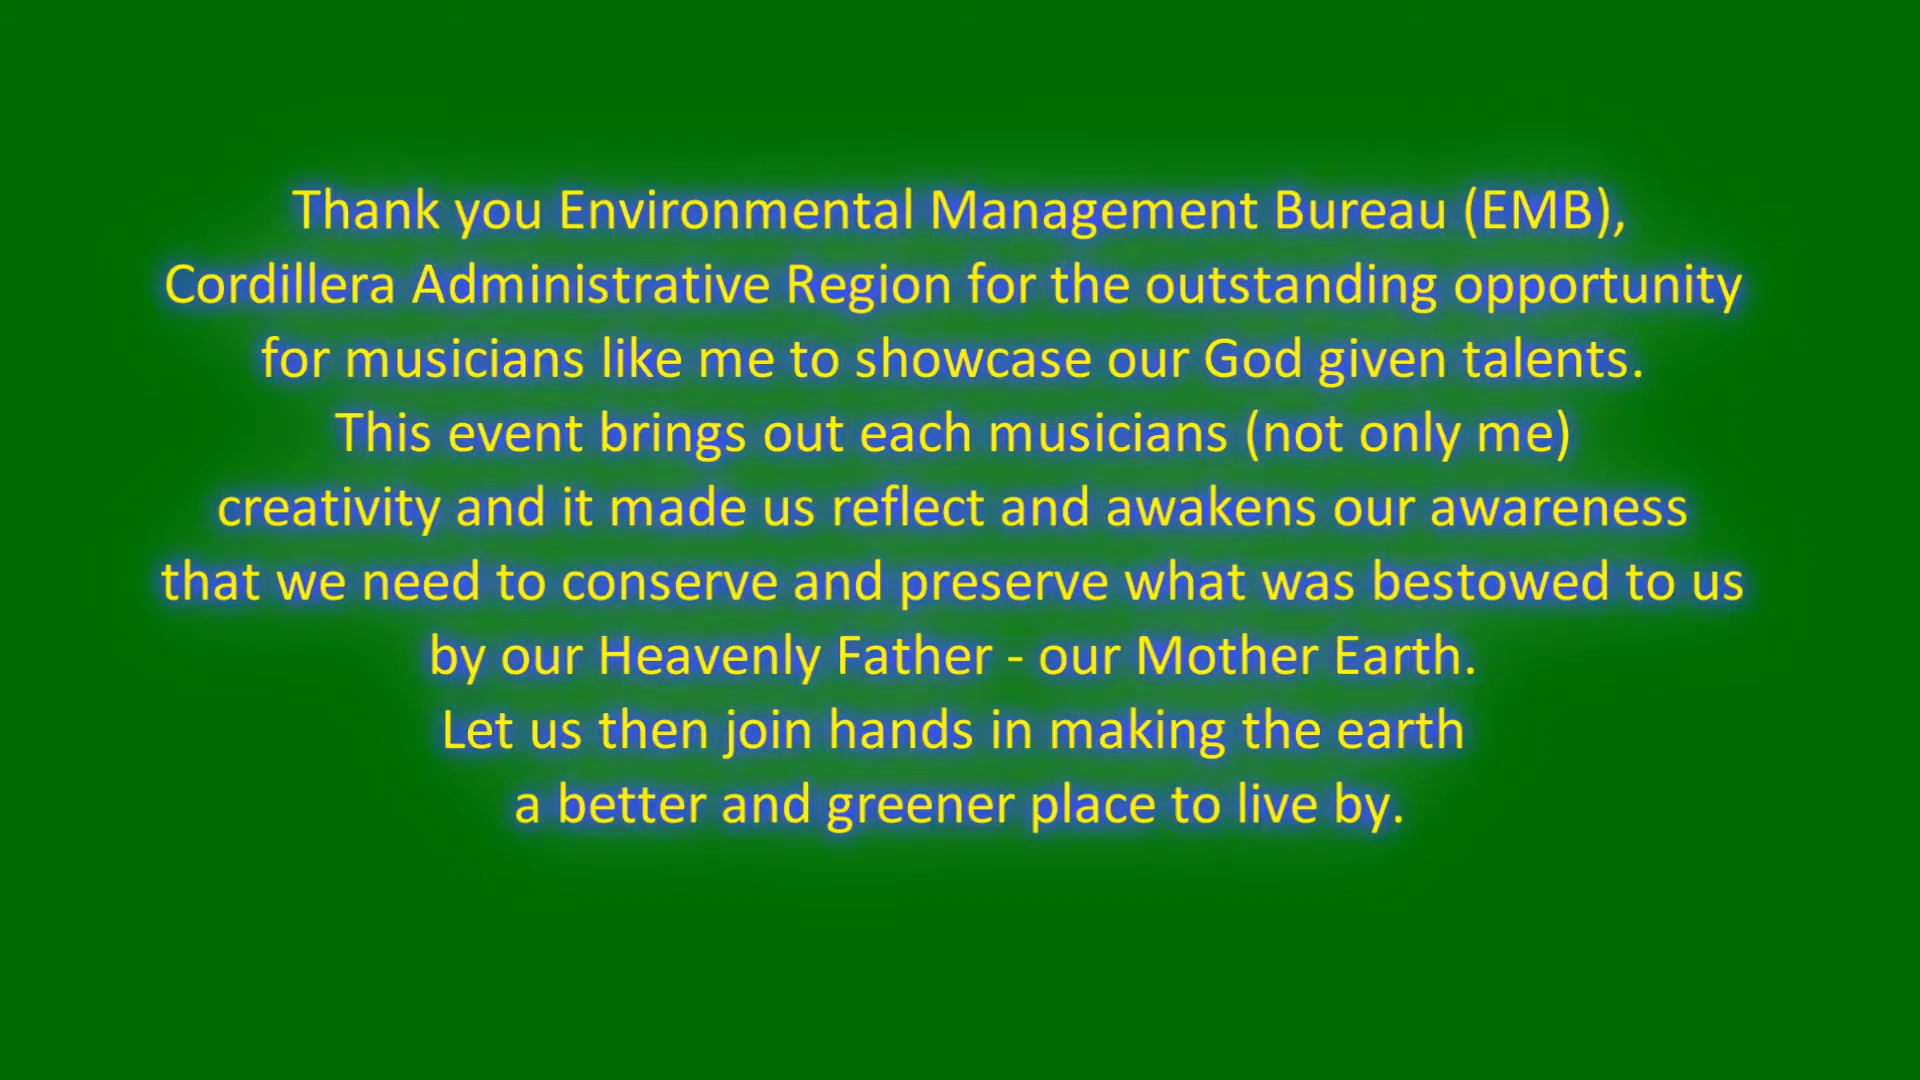 Thank you Environmental Management Bureau (EMB),
Cordillera Administrative Region for the outstanding opportunity
for musicians like me to showcase our God given talents.
This event brings out each musicians (not only me)
creativity and it made us reflect and awakens our awareness
that we need to conserve and preserve what was bestowed to us
by our Heavenly Father - our Mother Earth.
Let us then join hands in making the earth
a better and greener place to live by.